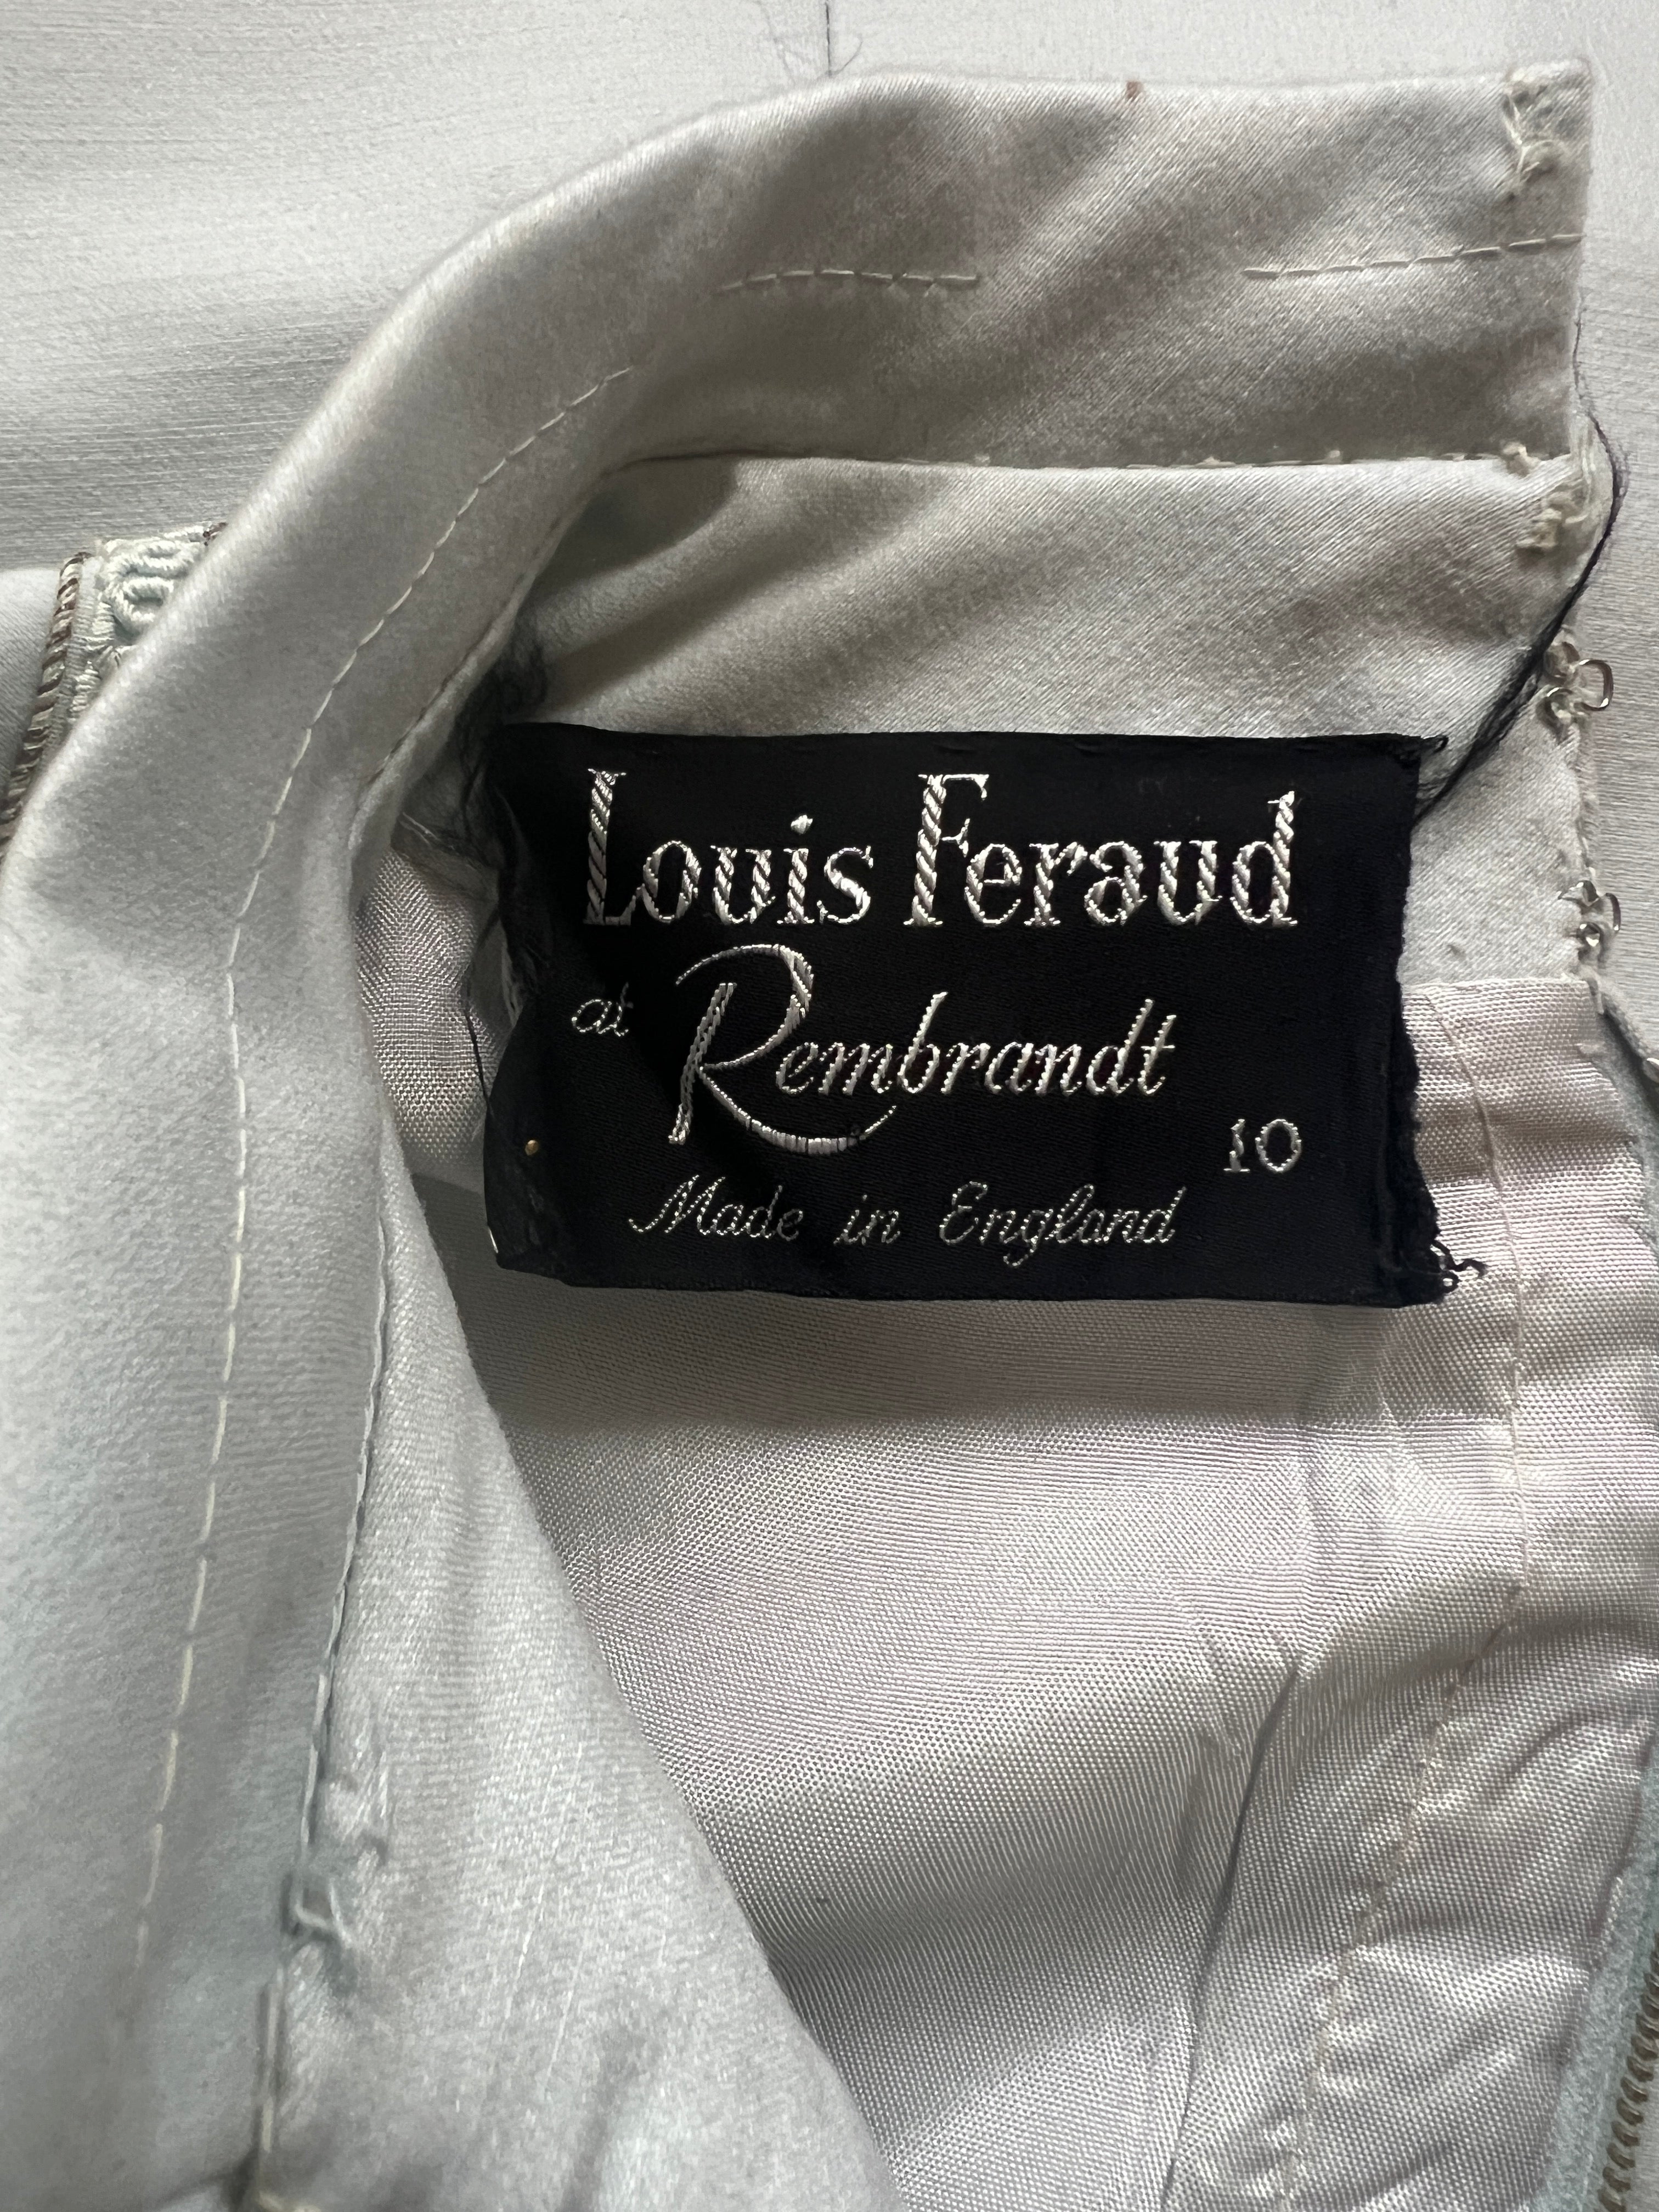 Louis Feraud
at Rembrandt
10
Made in England